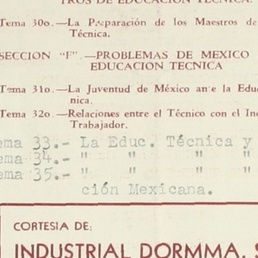 TROS DE EDUCACION TECNICA.
Tema 30o.—La Preparación de los Maestros de
Técnica.
SECCION "F".—PROBLEMAS DE MEXICO
EDUCACION TECNICA
Tema 31o.—La Juventud de México ante la Educ
nica.
Tema 32o.—Relaciones entre el Técnico con el In
Trabajador.
ema 33.- La Educ. Técnica y
ema 34.- " " " "
ema 35.- " " " "
ción Mexicana.
CORTESIA DE:
INDUSTRIAL DORMMA, S